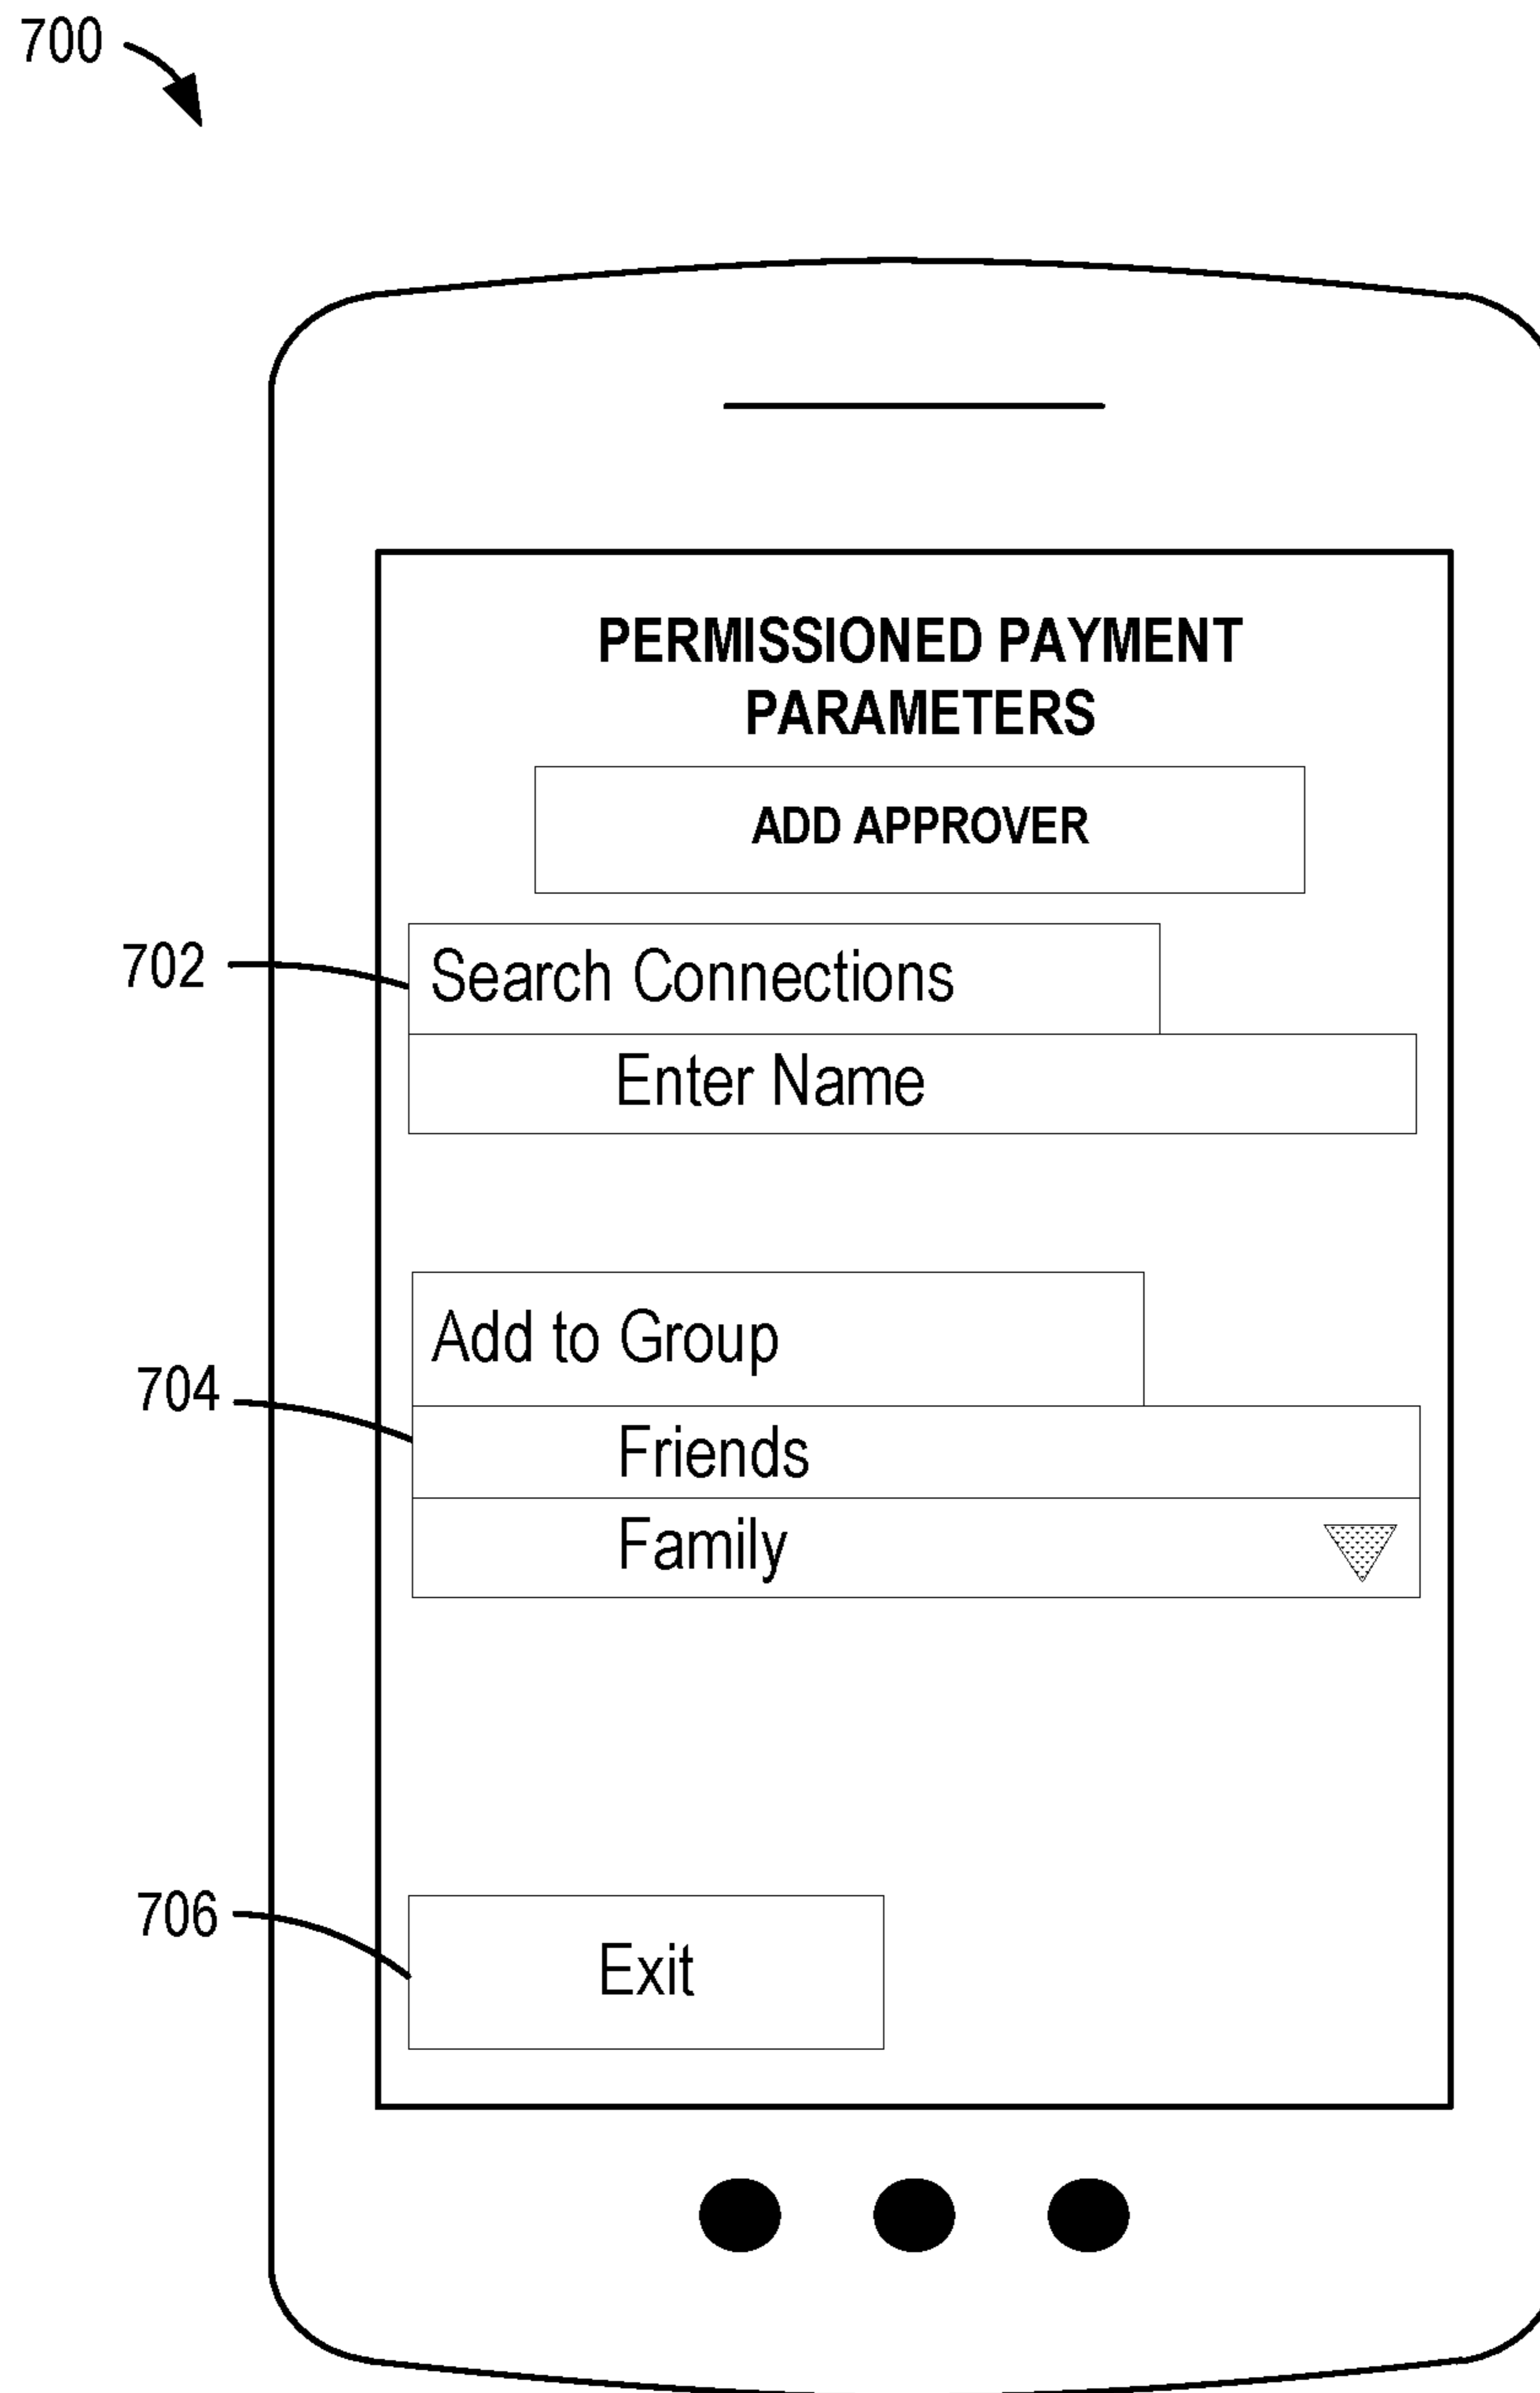 700
PERMISSIONED PAYMENT
PARAMETERS
ADD APPROVER
702
Search Connections
Enter Name
Add to Group
704
Friends
Family
706
Exit